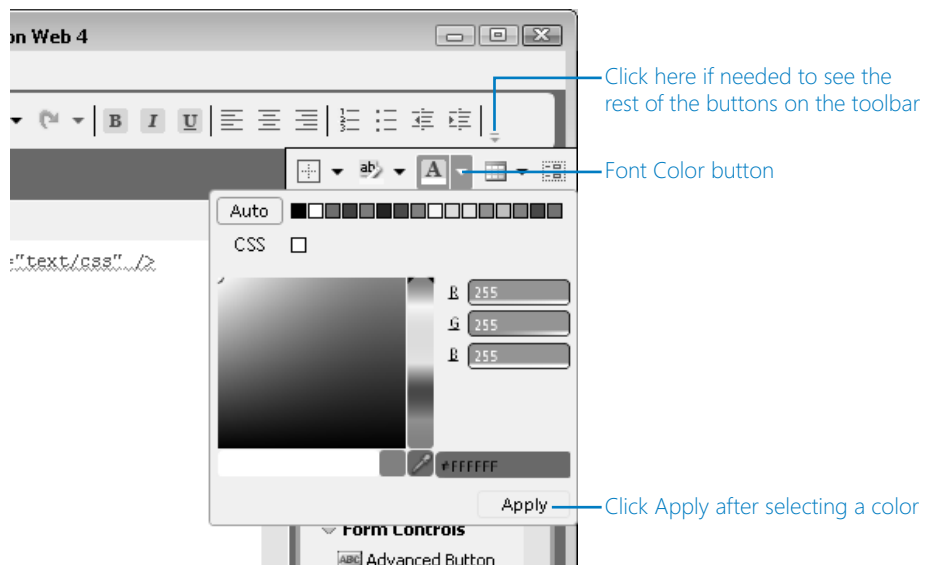 on Web 4
Click here if needed to see the
rest of the buttons on the toolbar
B I U
ab
A
Font Color button
Auto
CSS
="text/css" />
R 255
G 255
B 255
#FFFFFF
Apply
Click Apply after selecting a color
Form Controls
ABC Advanced Button